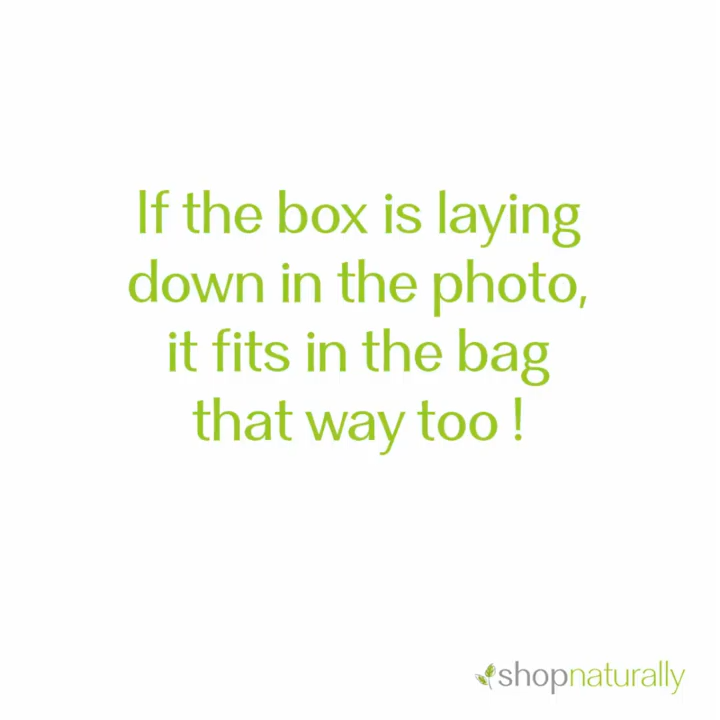 If the box is laying
down in the photo,
it fits in the bag
that way too !
shopnaturally